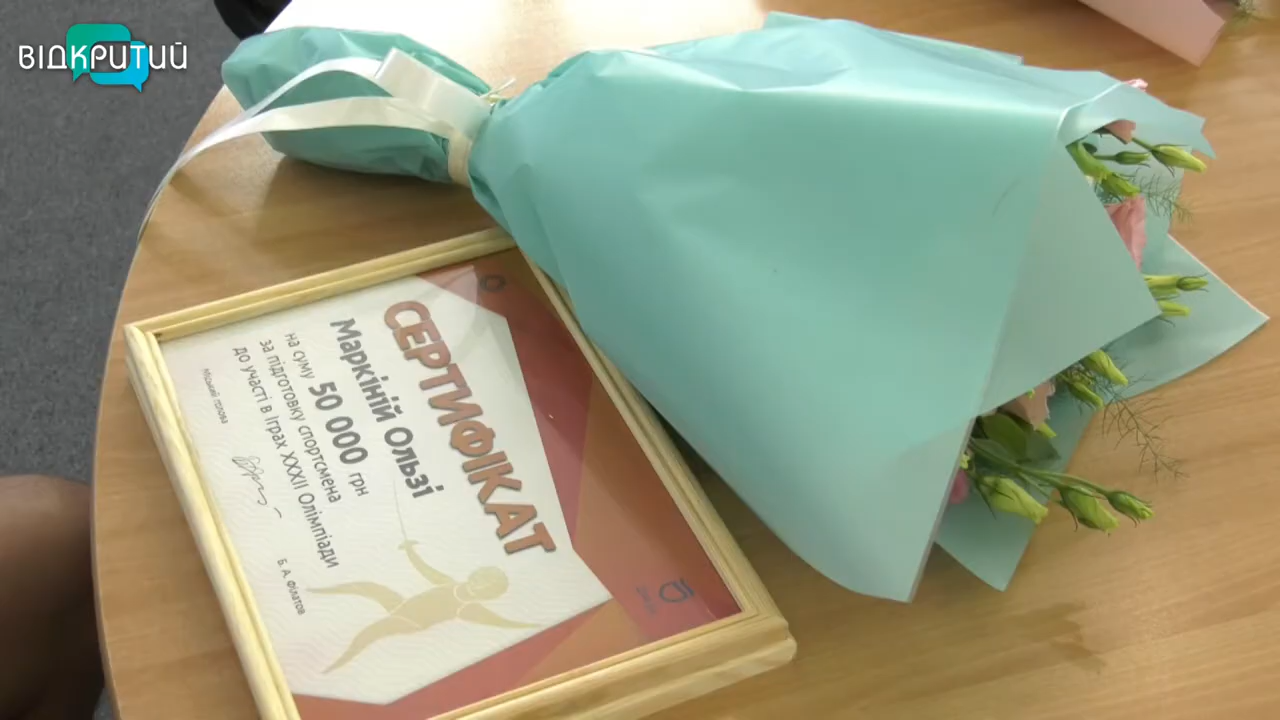 ВІДКРИТИЙ
СЕРТИФІКАТ
Маркіній Ользі
на суму 50 000 грн
за підготовку спортсмена
до участі в Іграх XXXII Олімпіади
Міський голова
Б. А. Філатов